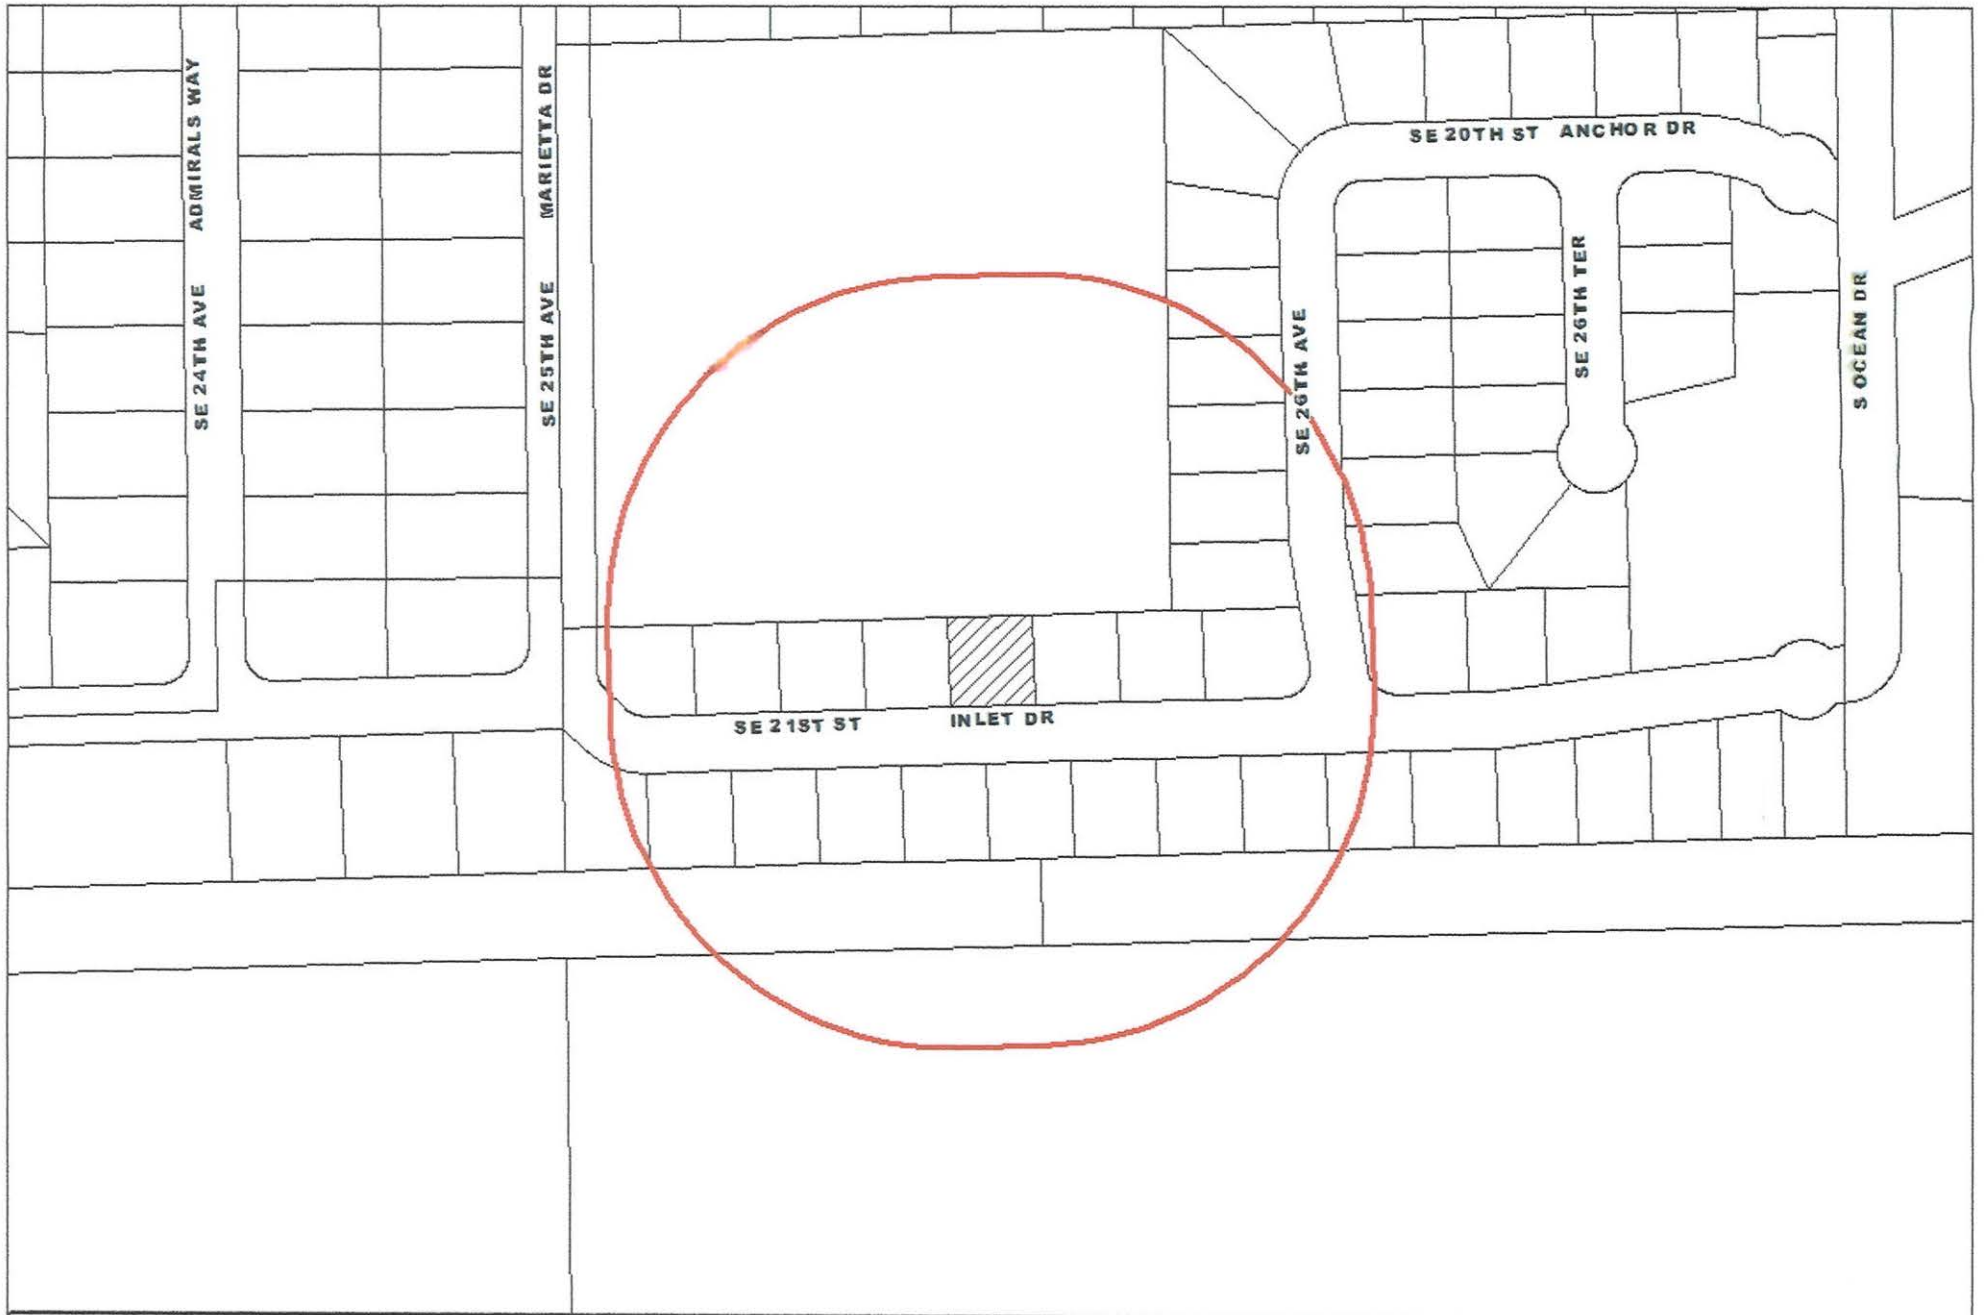 ADMIRALS WAY
SE 24TH AVE
MARIETTA DR
SE 25TH AVE
SE 20TH ST ANCHOR DR
SE 26TH AVE
SE 26TH TER
S OCEAN DR
SE 21ST ST INLET DR